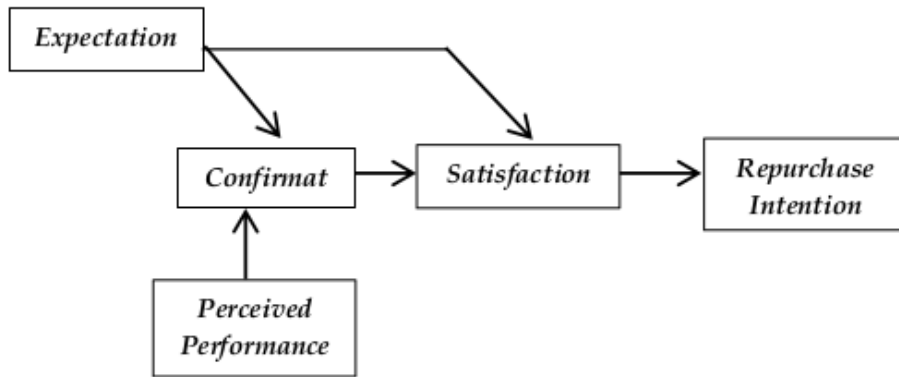 Expectation
Confirmat
Satisfaction
Repurchase
Intention
Perceived
Performance